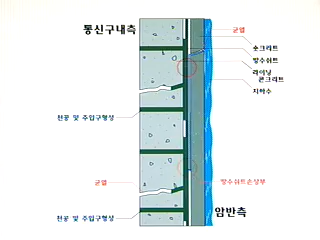 통신구내측
균열
숏크리트
방수쉬트
라이닝
콘크리트
지하수
천공 및 주입구형성
균열
방수쉬트손상부
천공 및 주입구형성
암반측